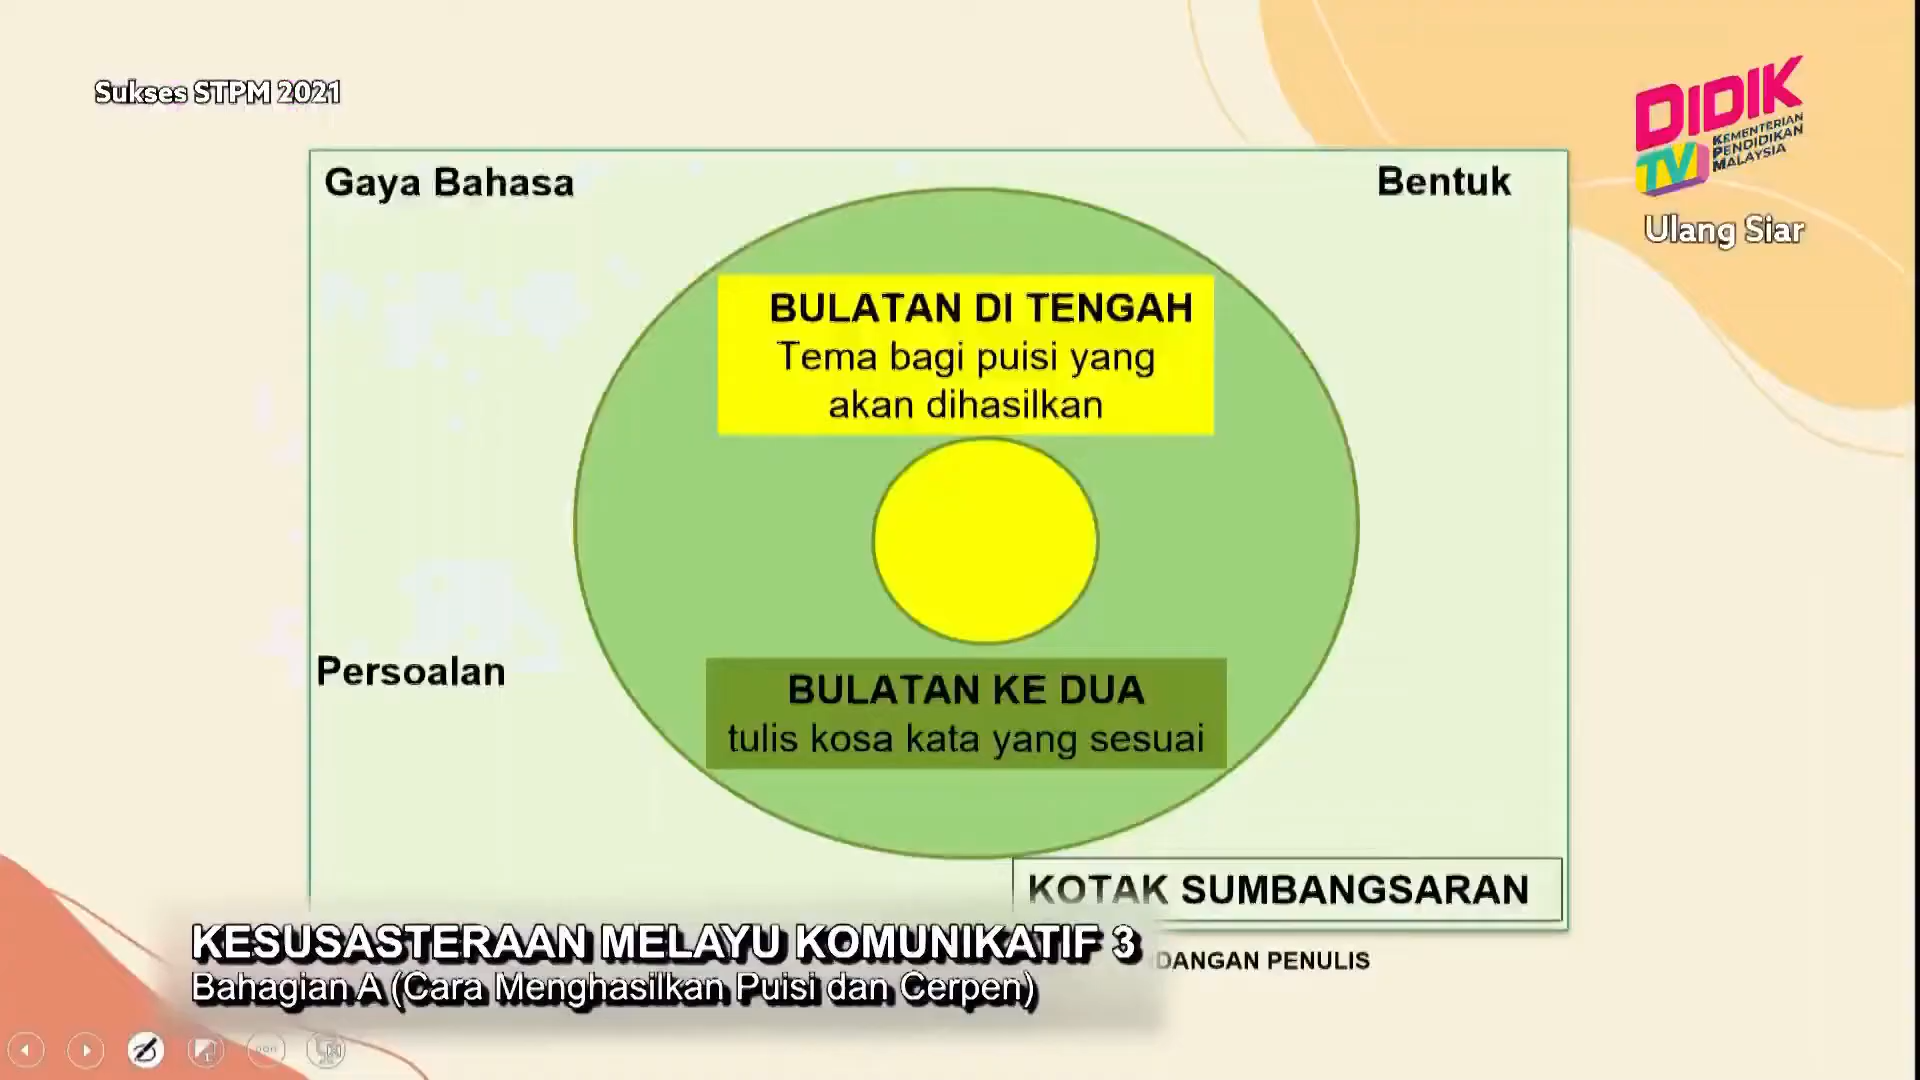 Sukses STPM 2021
DIDIK
TV
KEMENTERIAN
PENDIDIKAN
MALAYSIA
Ulang Siar
Gaya Bahasa
Bentuk
BULATAN DI TENGAH
Tema bagi puisi yang
akan dihasilkan
Persoalan
BULATAN KE DUA
tulis kosa kata yang sesuai
KOTAK SUMBANGSARAN
KESUSASTERAAN MELAYU KOMUNIKATIF 3
PENULIS
Bahagian A (Cara Menghasilkan Puisi dan Cerpen)